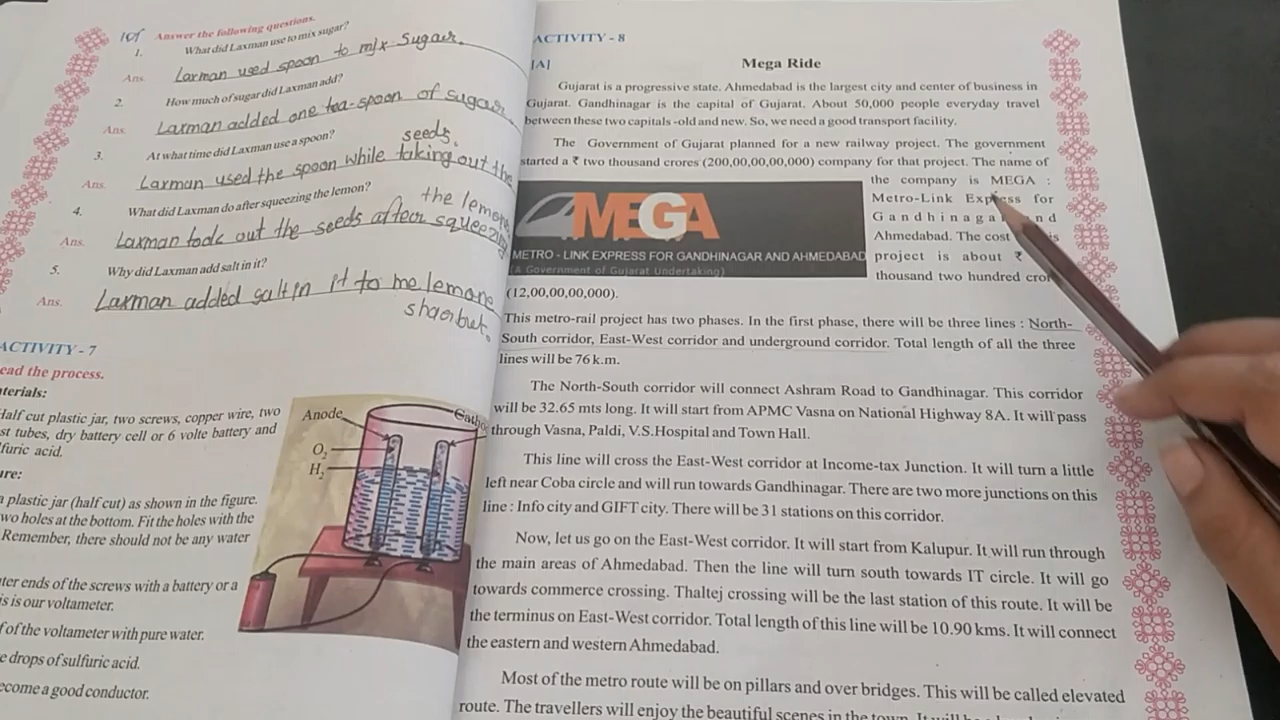 Answer the following questions.
1. What did Laxman use to mix sugar?
Ans. Laxman used spoon to mix sugar.
2. How much of sugar did Laxman add?
Ans. Laxman added one tea-spoon of sugar.
3. At what time did Laxman use a spoon?
seeds.
Ans. Laxman used the spoon while taking out the
4. What did Laxman do after squeezing the lemon?
the lemon
Ans. Laxman took out the seeds after squeezing
5. Why did Laxman add salt in it?
Ans. Laxman added salt in it to me lemone
ACTIVITY - 7
ead the process.
terials:
Half cut plastic jar, two screws, copper wire, two
st tubes, dry battery cell or 6 volte battery and
furic acid.
re:
a plastic jar (half cut) as shown in the figure.
wo holes at the bottom. Fit the holes with the
Remember, there should not be any water
ter ends of the screws with a battery or a
is is our voltameter.
f of the voltameter with pure water.
e drops of sulfuric acid.
ecome a good conductor.
Anode
Catho
O₂
H₂
ACTIVITY - 8
[A] Mega Ride
Gujarat is a progressive state. Ahmedabad is the largest city and center of business in
Gujarat. Gandhinagar is the capital of Gujarat. About 50,000 people everyday travel
between these two capitals -old and new. So, we need a good transport facility.
The Government of Gujarat planned for a new railway project. The government
started a ₹ two thousand crores (200,00,00,00,000) company for that project. The name of
the company is MEGA :
Metro-Link Express for
Gandhinagar and
Ahmedabad. The cost
project is about ₹
thousand two hundred cror
MEGA
METRO - LINK EXPRESS FOR GANDHINAGAR AND AHMEDABAD
(A Government of Gujarat Undertaking)
(12,00,00,00,000).
This metro-rail project has two phases. In the first phase, there will be three lines : North-
South corridor, East-West corridor and underground corridor. Total length of all the three
lines will be 76 k.m.
The North-South corridor will connect Ashram Road to Gandhinagar. This corridor
will be 32.65 mts long. It will start from APMC Vasna on National Highway 8A. It will pass
through Vasna, Paldi, V.S.Hospital and Town Hall.
This line will cross the East-West corridor at Income-tax Junction. It will turn a little
left near Coba circle and will run towards Gandhinagar. There are two more junctions on this
line : Info city and GIFT city. There will be 31 stations on this corridor.
Now, let us go on the East-West corridor. It will start from Kalupur. It will run through
the main areas of Ahmedabad. Then the line will turn south towards IT circle. It will go
towards commerce crossing. Thaltej crossing will be the last station of this route. It will be
the terminus on East-West corridor. Total length of this line will be 10.90 kms. It will connect
the eastern and western Ahmedabad.
Most of the metro route will be on pillars and over bridges. This will be called elevated
route. The travellers will enjoy the beautiful scenes in the town.